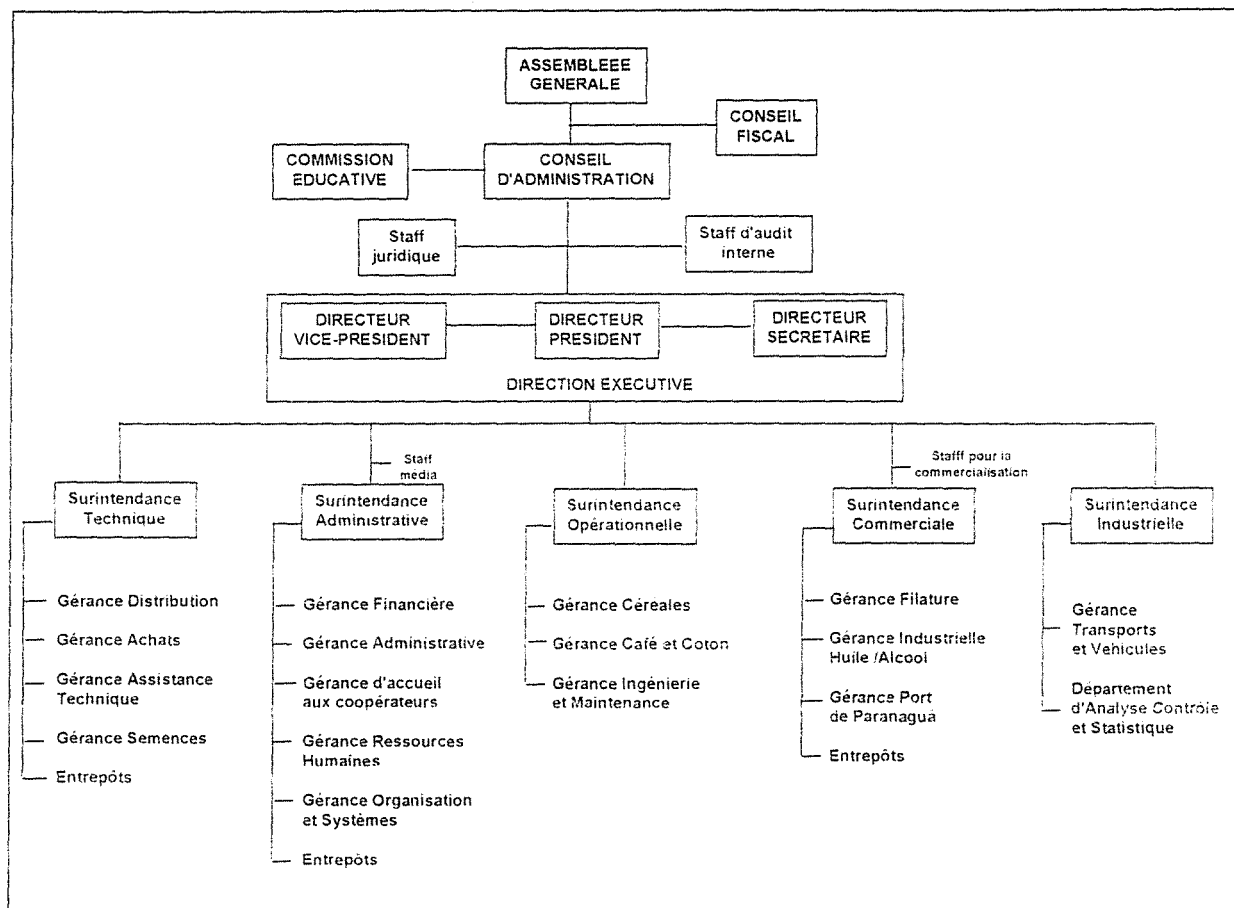 ASSEMBLEEE
GENERALE
CONSEIL
FISCAL
COMMISSION
EDUCATIVE
CONSEIL
D'ADMINISTRATION
Staff
juridique
Staff d'audit
interne
DIRECTEUR
VICE-PRESIDENT
DIRECTEUR
PRESIDENT
DIRECTEUR
SECRETAIRE
DIRECTION EXECUTIVE
Staff
média
Stafff pour la
commercialisation
Surintendance
Technique
Surintendance
Administrative
Surintendance
Opérationnelle
Surintendance
Commerciale
Surintendance
Industrielle
Gérance Distribution
Gérance Achats
Gérance Assistance
Technique
Gérance Semences
Entrepôts
Gérance Financière
Gérance Administrative
Gérance d'accueil
aux coopérateurs
Gérance Ressources
Humaines
Gérance Organisation
et Systèmes
Entrepôts
Gérance Céreales
Gérance Café et Coton
Gérance Ingénierie
et Maintenance
Gérance Filature
Gérance Industrielle
Huile /Alcool
Gérance Port
de Paranaguá
Entrepôts
Gérance
Transports
et Vehicules
Département
d'Analyse Contrôle
et Statistique